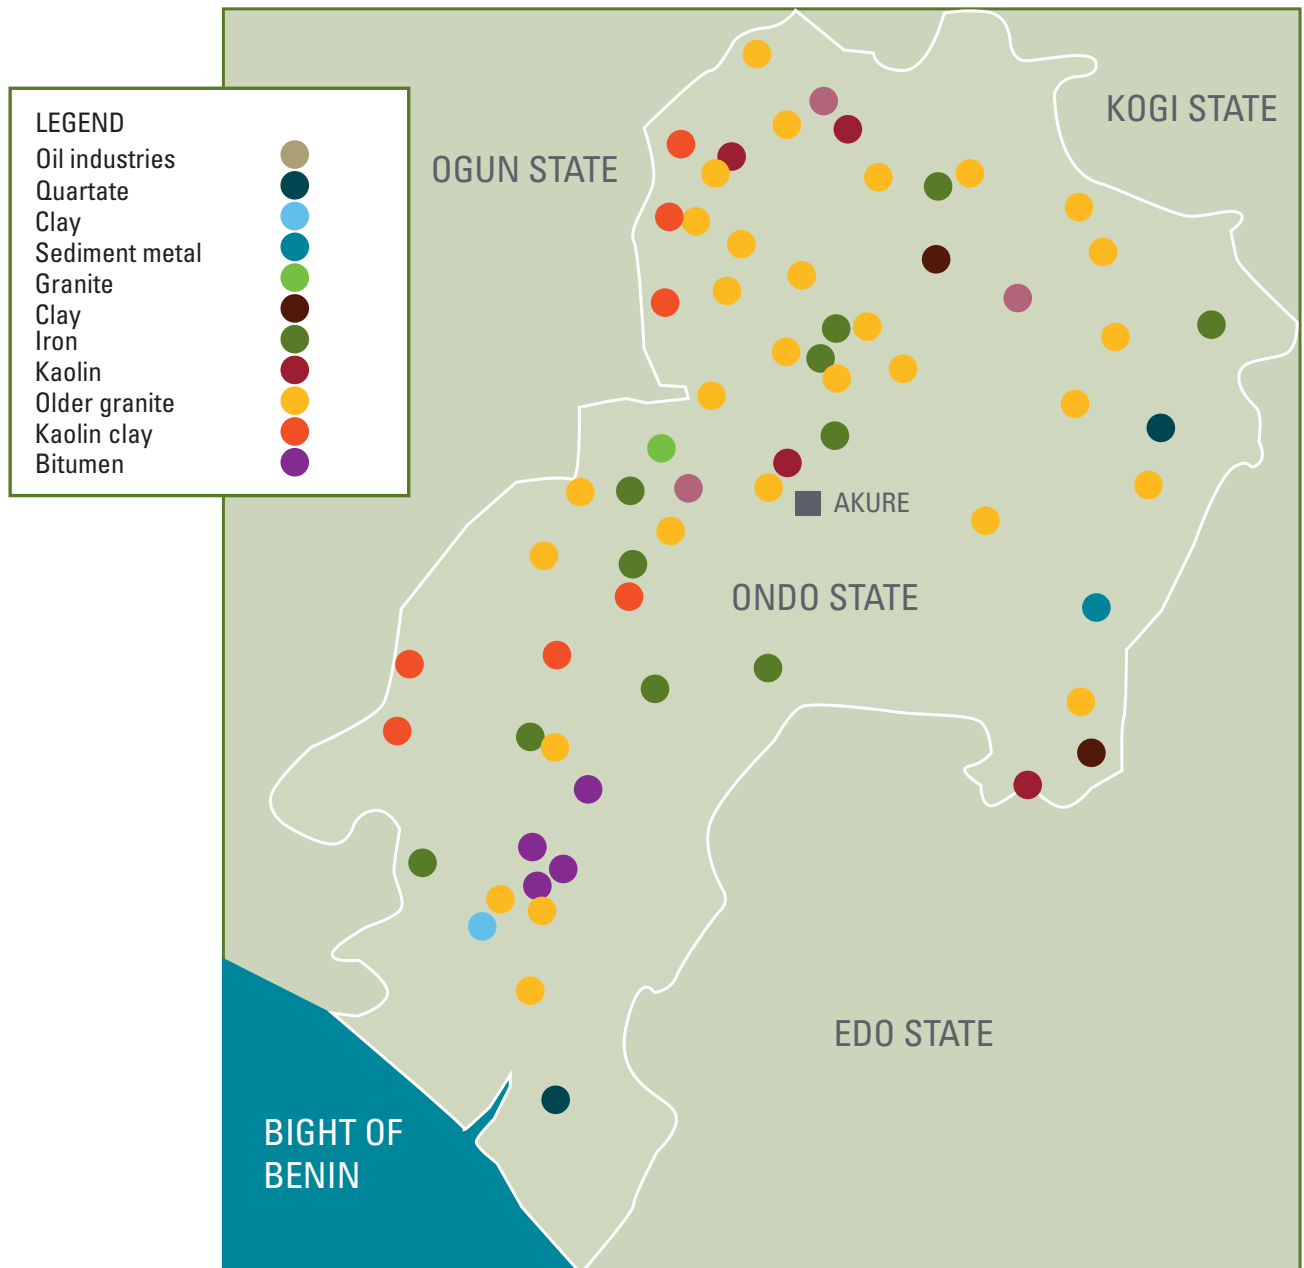 KOGI STATE
LEGEND
Oil industries
Quartate
Clay
Sediment metal
Granite
Clay
Iron
Kaolin
Older granite
Kaolin clay
Bitumen
OGUN STATE
AKURE
ONDO STATE
EDO STATE
BIGHT OF
BENIN